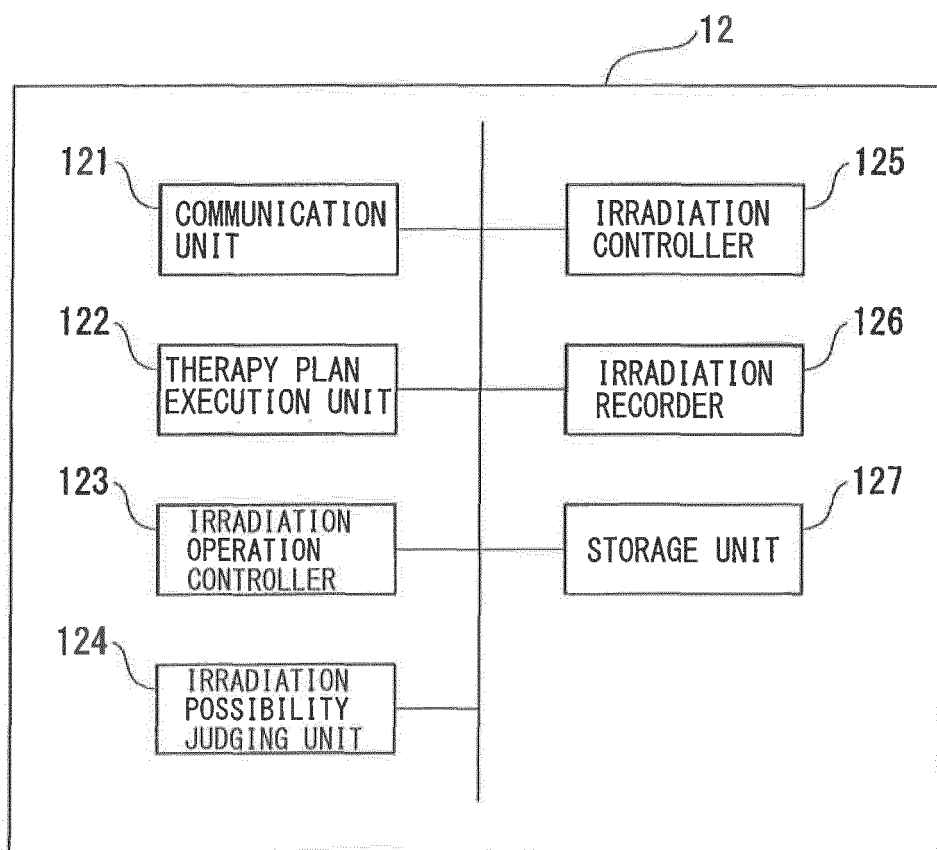 12
121
COMMUNICATION
UNIT
122
THERAPY PLAN
EXECUTION UNIT
123
IRRADIATION
OPERATION
CONTROLLER
124
IRRADIATION
POSSIBILITY
JUDGING UNIT
125
IRRADIATION
CONTROLLER
126
IRRADIATION
RECORDER
127
STORAGE UNIT